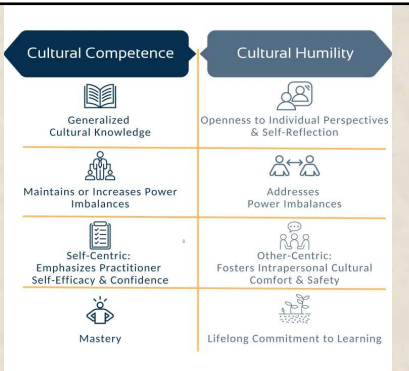 Cultural Competence
Cultural Humility
Generalized
Cultural Knowledge
Openness to Individual Perspectives
& Self-Reflection
Maintains or Increases Power
Imbalances
Addresses
Power Imbalances
Self-Centric:
Emphasizes Practitioner
Self-Efficacy & Confidence
Other-Centric:
Fosters Intrapersonal Cultural
Comfort & Safety
Mastery
Lifelong Commitment to Learning